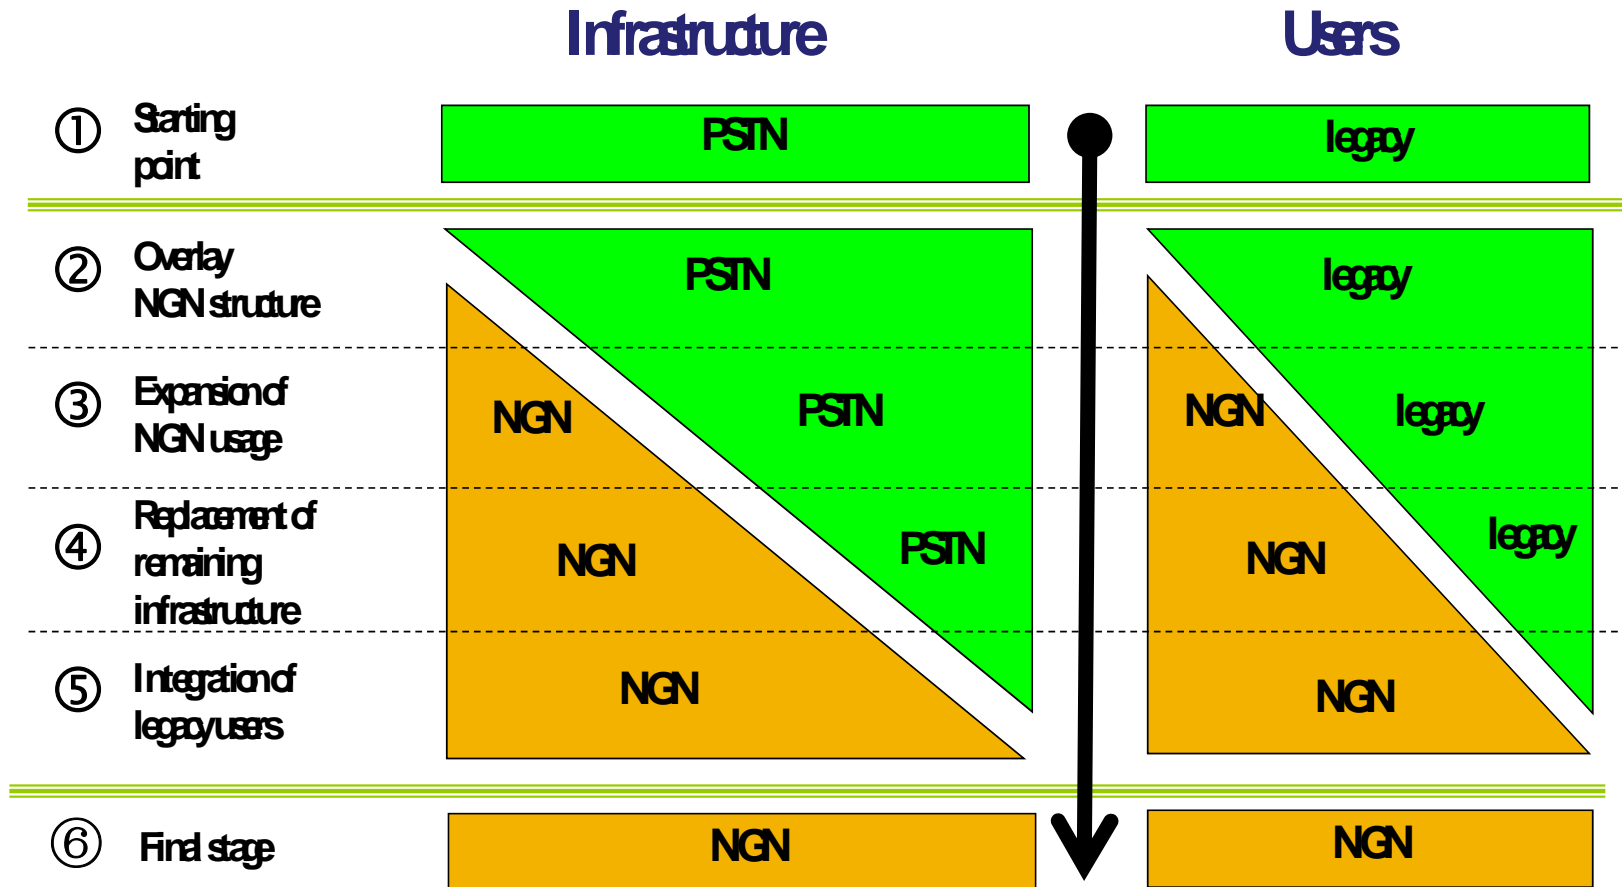 Infrastructure Users
① Starting
point
PSTN legacy
② Overlay
NGN structure
PSTN legacy
③ Expansion of
NGN usage
NGN PSTN NGN legacy
④ Replacement of
remaining
infrastructure
NGN PSTN NGN legacy
⑤ Integration of
legacy users
NGN NGN
⑥ Final stage
NGN NGN